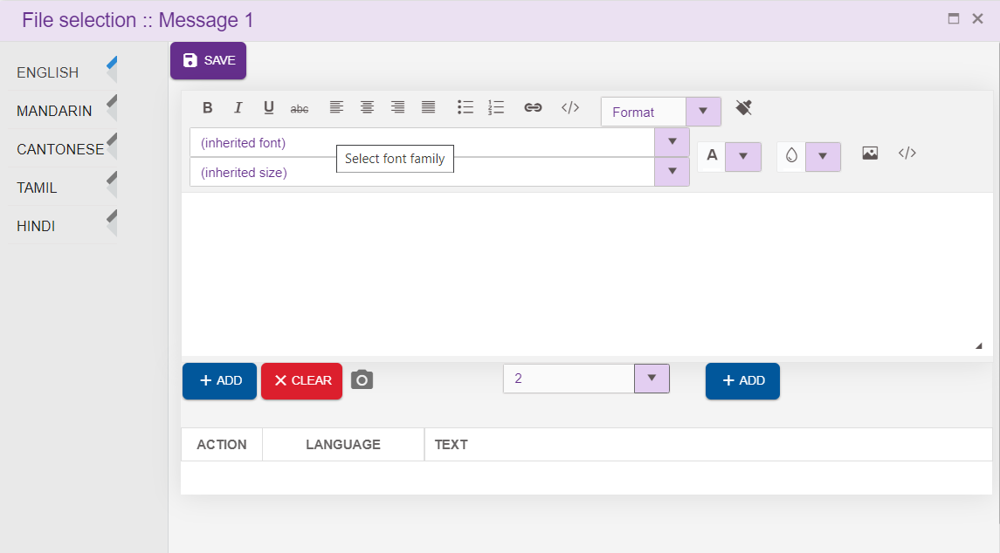 File selection :: Message 1
ENGLISH
MANDARIN
CANTONESE
TAMIL
HINDI
SAVE
B I U abc </> Format
(inherited font)
Select font family
(inherited size)
A </>
+ ADD X CLEAR 2 + ADD
ACTION LANGUAGE TEXT